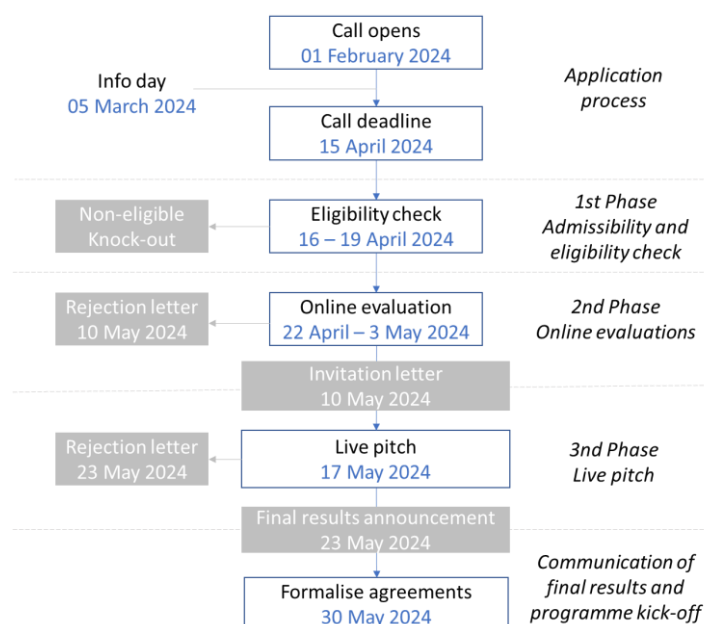 Call opens
01 February 2024
Info day
05 March 2024
Application
process
Call deadline
15 April 2024
Non-eligible
Knock-out
Eligibility check
16 – 19 April 2024
1st Phase
Admissibility and
eligibility check
Rejection letter
10 May 2024
Online evaluation
22 April – 3 May 2024
2nd Phase
Online evaluations
Invitation letter
10 May 2024
Rejection letter
23 May 2024
Live pitch
17 May 2024
3nd Phase
Live pitch
Final results announcement
23 May 2024
Formalise agreements
30 May 2024
Communication of
final results and
programme kick-off